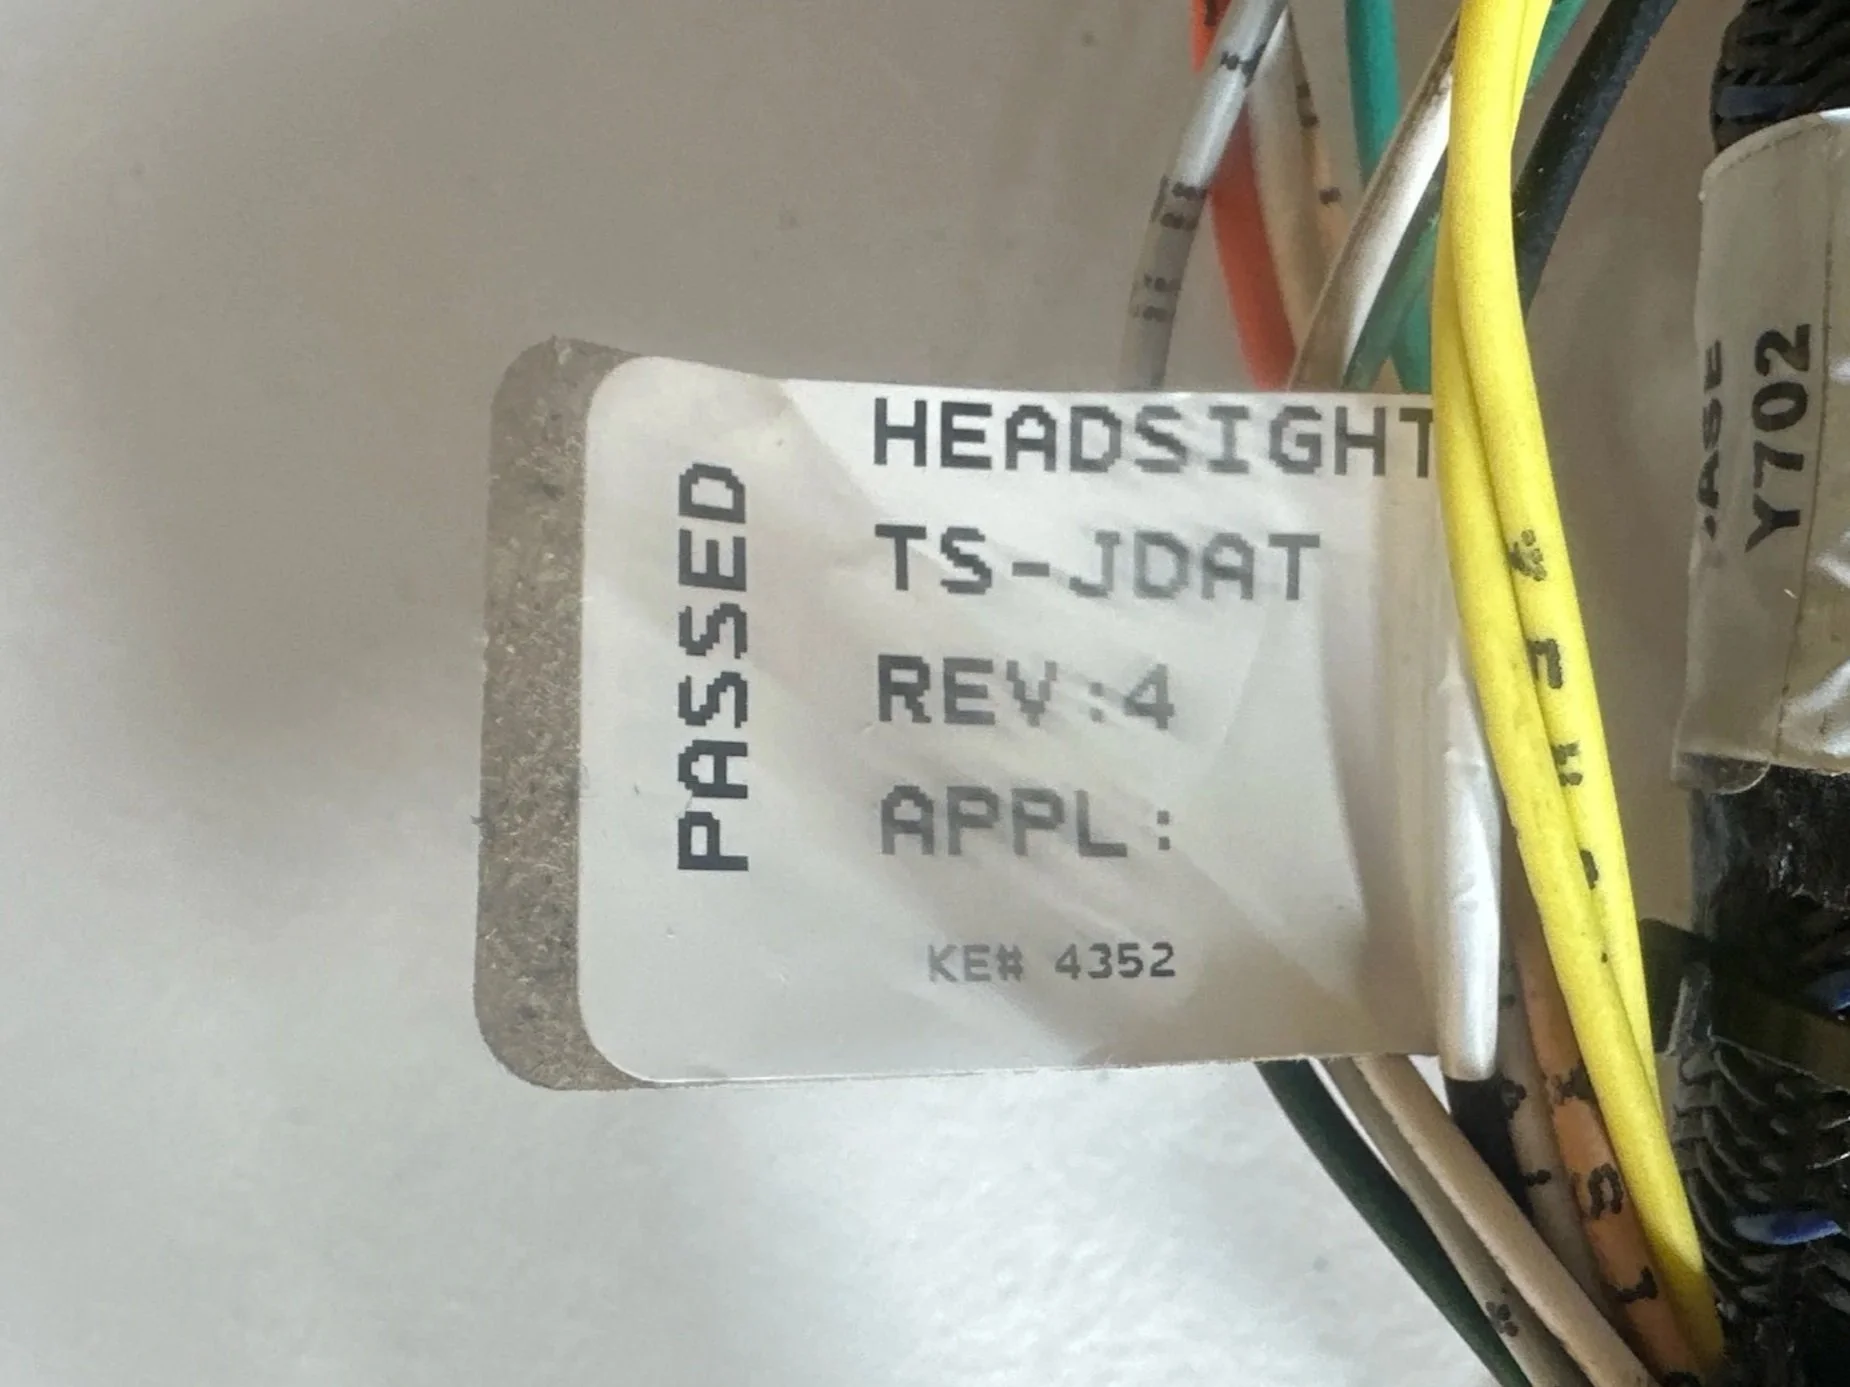 PASSED
HEADSIGHT
TS-JDAT
REV:4
APPL:
KE# 4352
Y702